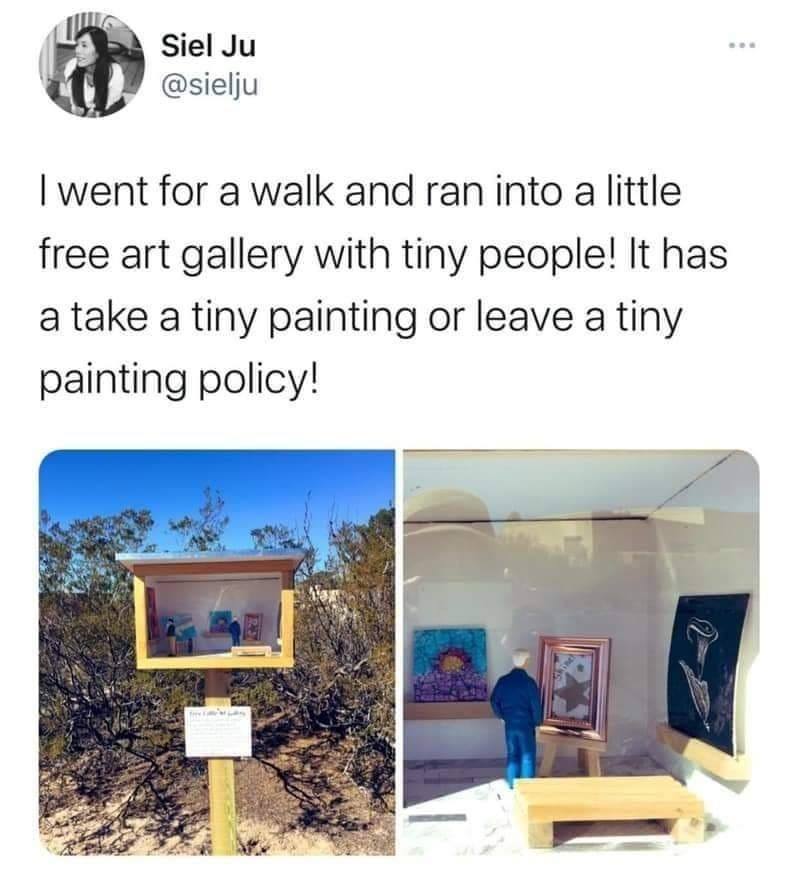 Siel Ju
@sielju
I went for a walk and ran into a little
free art gallery with tiny people! It has
a take a tiny painting or leave a tiny
painting policy!